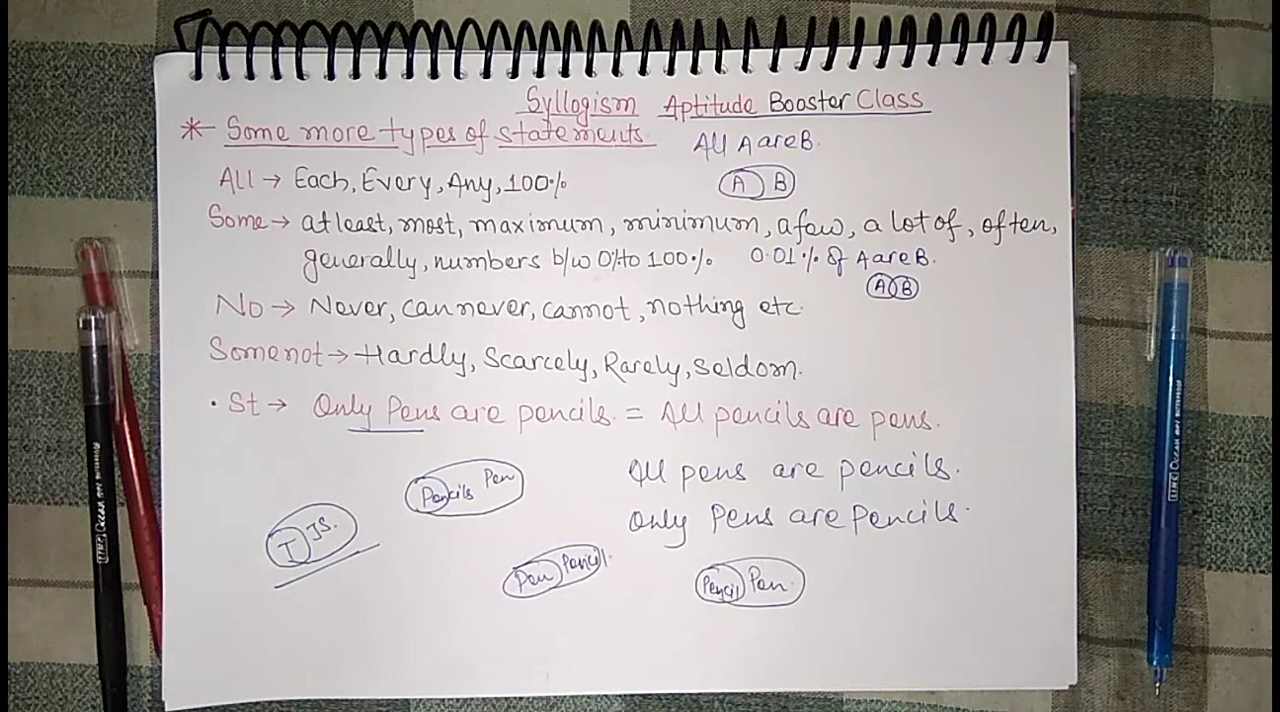 Syllogism Aptitude Booster Class
* Some more types of statements.
All A are B.
All → Each, Every, Any, 100%
A B
Some → atleast, most, maximum, minimum, a few, a lot of, often,
generally, numbers b/w 0% to 100% 0.01% of A are B.
A B
No → Never, can never, cannot, nothing etc.
Some not → Hardly, Scarcely, Rarely, Seldom.
• St → Only Pens are pencils = All pencils are pens.
All pens are pencils.
Pencils Pen
Only Pens are Pencils.
I JS.
Pen Pencil
Pencil Pen